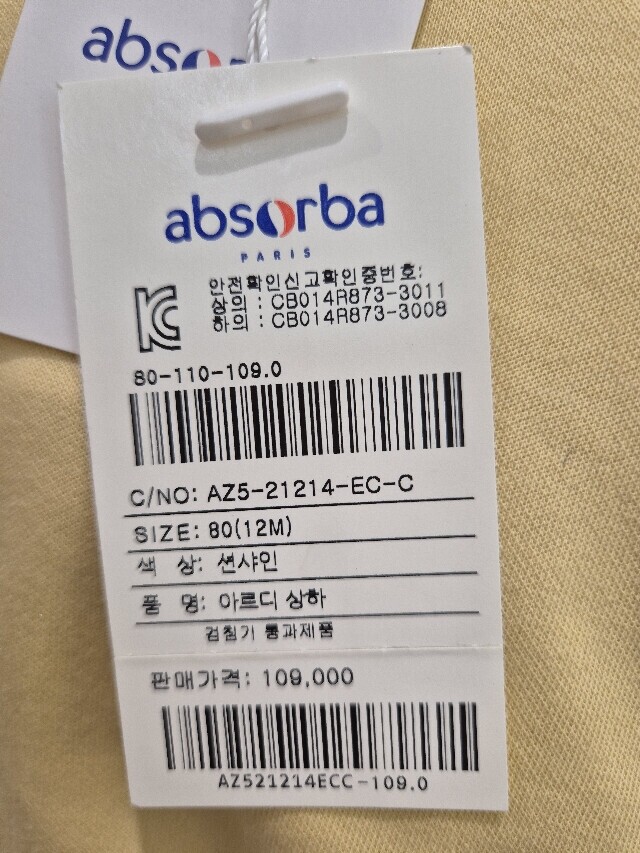 abso
absorba
PARIS
안전확인신고확인증번호:
상의 : CB014R873-3011
하의 : CB014R873-3008
80-110-109.0
C/NO: AZ5-21214-EC-C
SIZE: 80(12M)
색 상: 션샤인
품 명: 아르디 상하
검침기 통과제품
판매가격: 109,000
AZ521214ECC-109.0